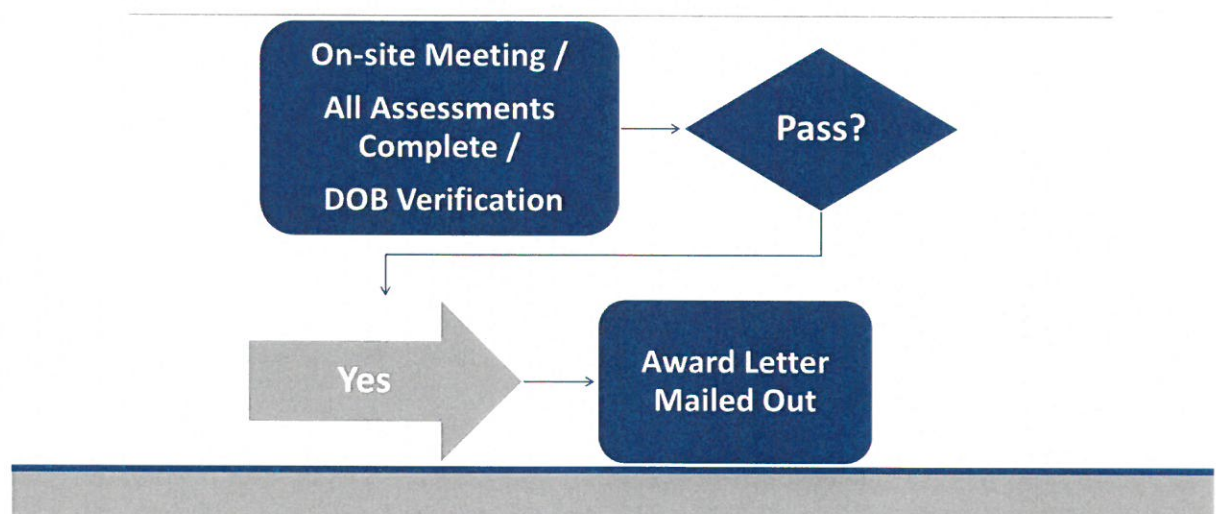 On-site Meeting /
All Assessments
Complete /
DOB Verification
Pass?
Yes
Award Letter
Mailed Out